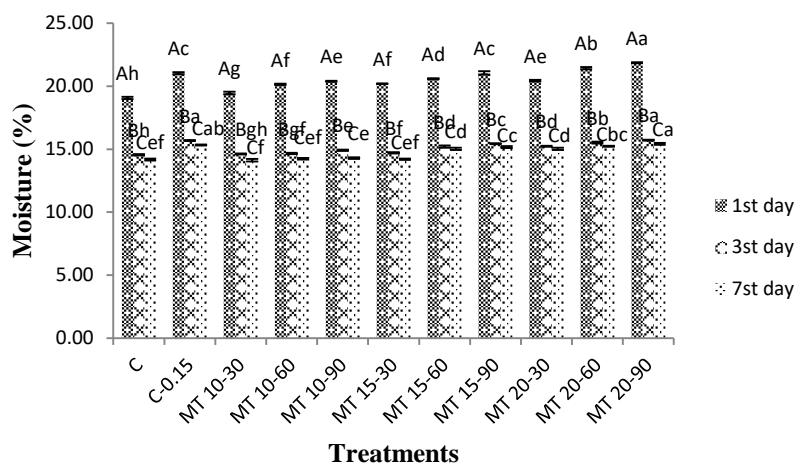 25.00
20.00
15.00
10.00
5.00
0.00
Moisture (%)
Ah Ac Ag Af Ae Af Ad Ac Ae Ab Aa
Bh Ba Bgh Bgf Be Bf Bd Bc Bd Bb Ba
Cef Cab Cf Cef Ce Cef Cd Cc Cd Cbc Ca
1st day
3st day
7st day
C C-0.15 MT 10-30 MT 10-60 MT 10-90 MT 15-30 MT 15-60 MT 15-90 MT 20-30 MT 20-60 MT 20-90
Treatments